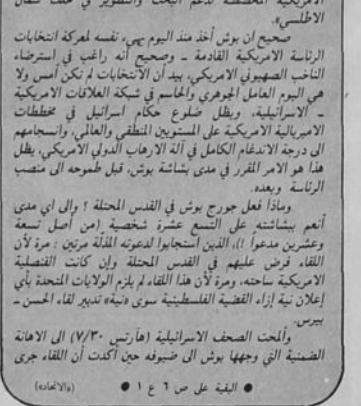 الامريكية المخصصة لدعم البحث والتطوير في حلف شمال
الاطلسي».
صحيح ان بوش أخذ منذ اليوم يهيء نفسه لمعركة انتخابات
الرئاسة الامريكية القادمة ـ وصحيح أنه راغب في استرضاء
الناخب الصهيوني الامريكي، بيد أن الانتخابات لم تكن أمس ولا
هي اليوم العامل الجوهري والحاسم في شبكة العلاقات الامريكية
ـ الاسرائيلية، ويظل ضلوع حكام اسرائيل في مخططات
الامبريالية الامريكية على المستويين المنطقي والعالمي، وانسجامهم
الى درجة الاندغام الكامل في آلة الارهاب الدولي الامريكي، يظل
هذا هو الامر المقرر في مدى بشاشة بوش، قبل طموحه الى منصب
الرئاسة وبعده.
وماذا فعل جورج بوش في القدس المحتلة ؟ والى اي مدى
أنعم ببشاشته على التسع عشرة شخصية (من أصل تسعة
وعشرين مدعواً !)، الذين استجابوا لدعوته المذلّة مرتين : مرة لأن
اللقاء فرض عليهم في القدس المحتلة وإن كانت القنصلية
الامريكية ساحته، ومرة لأن هذا اللقاء لم يلزم الولايات المتحدة بأي
إعلان نية إزاء القضية الفلسطينية سوى «نية» تدبير لقاء الحسن ـ
بيرس.
وألمحت الصحف الاسرائيلية (هآرتس ٧/٣٠) الى الاهانة
الضمنية التي وجهها بوش الى ضيوفه حين أكدت أن اللقاء جرى
● البقية على ص ٦ ع ١ ●
(والاتحاد»)